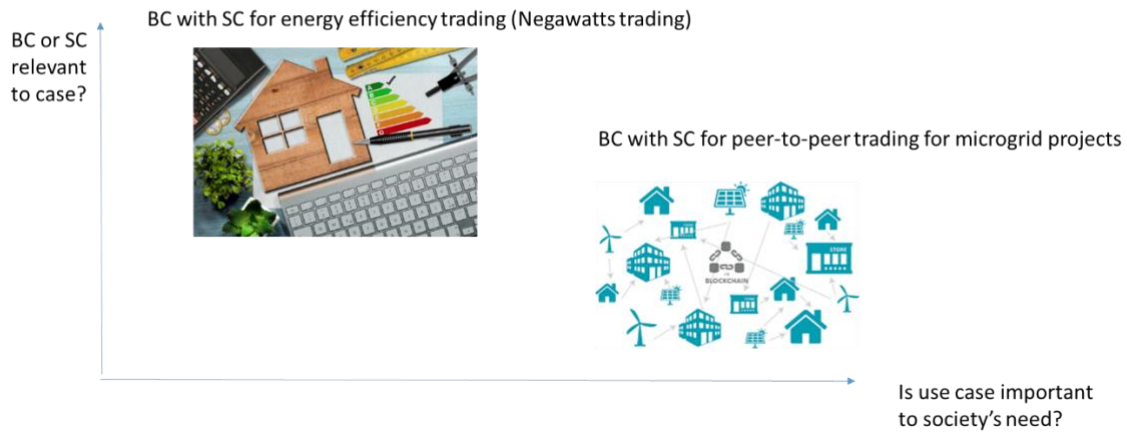 BC with SC for energy efficiency trading (Negawatts trading)
BC or SC
relevant
to case?
BC with SC for peer-to-peer trading for microgrid projects
STORE
BLOCKCHAIN
Is use case important
to society's need?